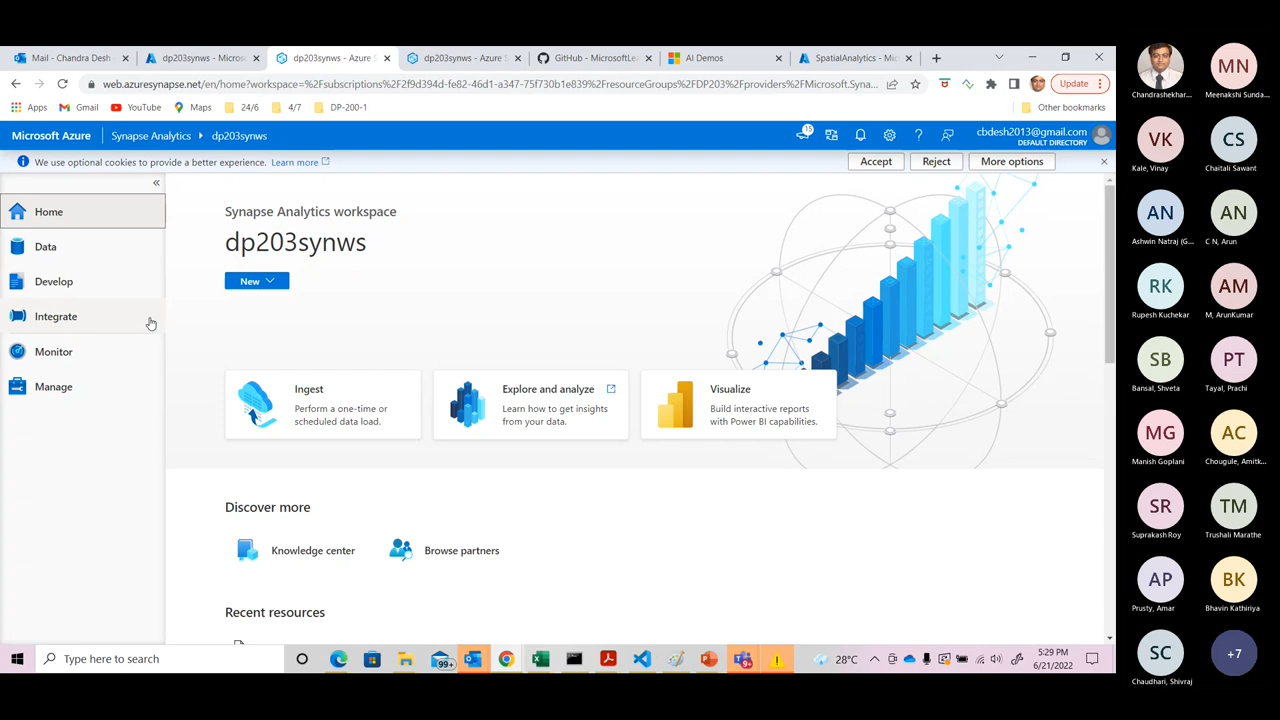 Mail - Chandra Desh
dp203synws - Micros
dp203synws - Azure S
dp203synws - Azure S
GitHub - MicrosoftLe
AI Demos
SpatialAnalytics - Mic
web.azuresynapse.net/en/home?workspace=%2Fsubscriptions%2F9d394d-fe82-46d1-a347-75f730b1e839%2FresourceGroups%2FDP203%2Fproviders%2FMicrosoft.Syna...
Update
Apps
Gmail
YouTube
Maps
24/6
4/7
DP-200-1
Other bookmarks
Microsoft Azure
Synapse Analytics
dp203synws
15
cbdesh2013@gmail.com
DEFAULT DIRECTORY
We use optional cookies to provide a better experience. Learn more
Accept
Reject
More options
Home
Data
Develop
Integrate
Monitor
Manage
Synapse Analytics workspace
dp203synws
New
Ingest
Perform a one-time or
scheduled data load.
Explore and analyze
Learn how to get insights
from your data.
Visualize
Build interactive reports
with Power BI capabilities.
Discover more
Knowledge center
Browse partners
Recent resources
Type here to search
99+
9+
28°C
5:29 PM
6/21/2022
Chandrashekhar...
MN
Meenakshi Sunda...
VK
Kale, Vinay
CS
Chaitali Sawant
AN
Ashwin Natraj (G...
AN
C N, Arun
RK
Rupesh Kuchekar
AM
M, ArunKumar
SB
Bansal, Shveta
PT
Tayal, Prachi
MG
Manish Goplani
AC
Chougule, Amitk...
SR
Suprakash Roy
TM
Trushali Marathe
AP
Prusty, Amar
BK
Bhavin Kathiriya
SC
Chaudhari, Shivraj
+7